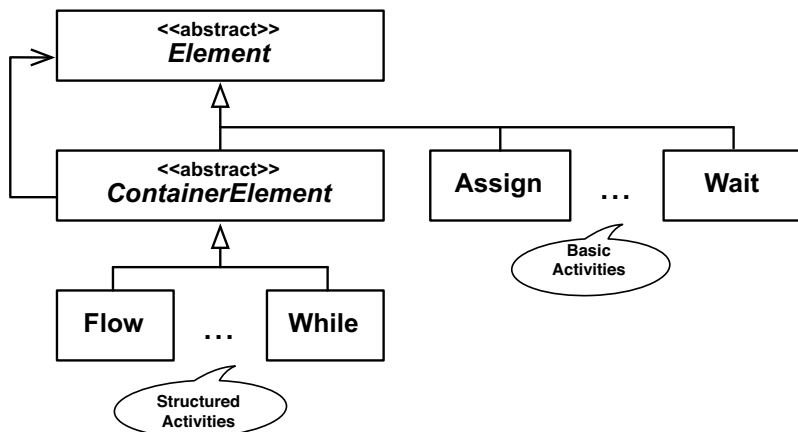 <<abstract>>
Element
<<abstract>>
ContainerElement
Assign
...
Wait
Basic
Activities
Flow
...
While
Structured
Activities